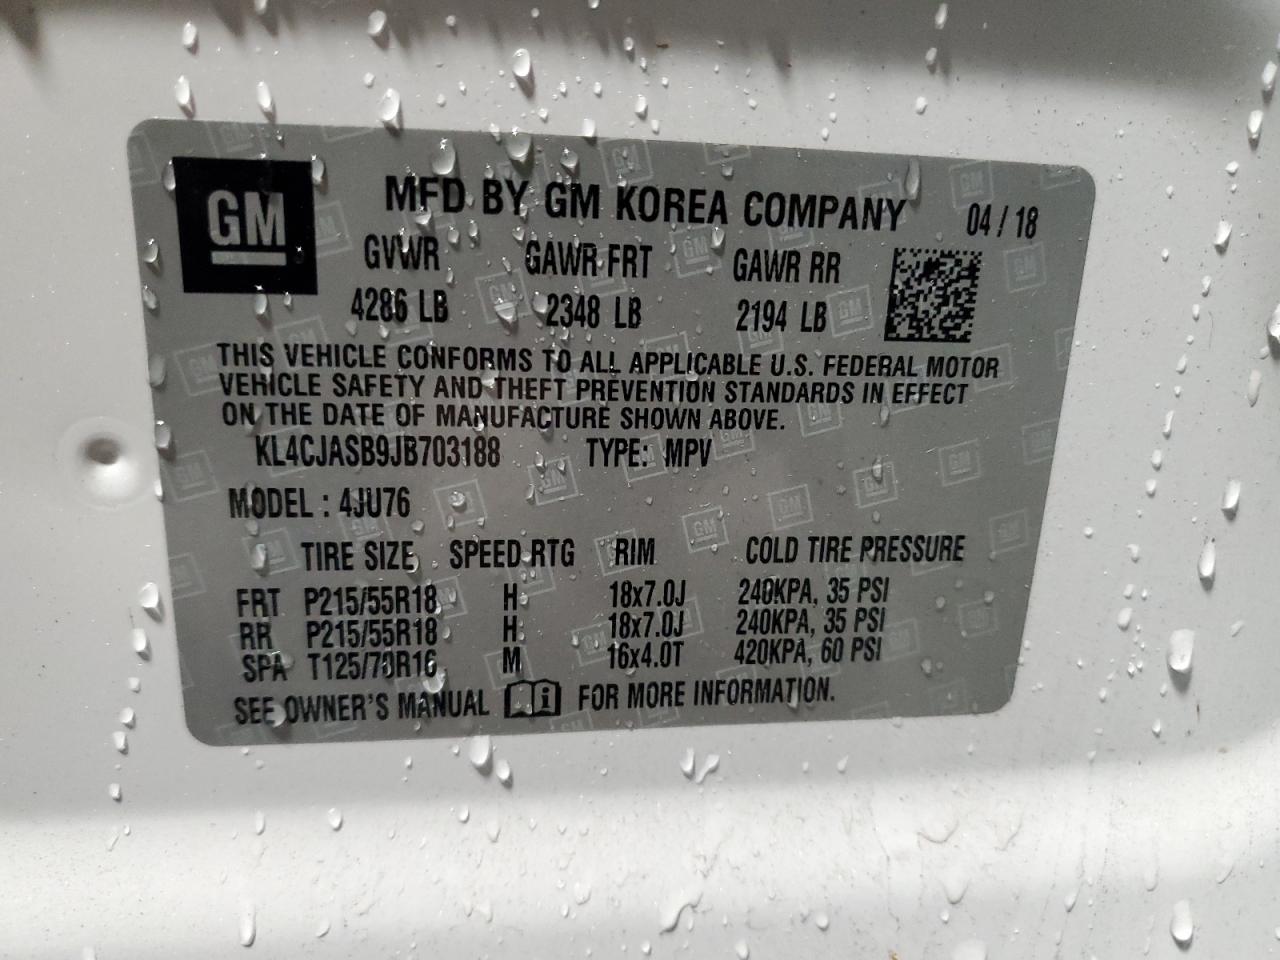 GM
MFD BY GM KOREA COMPANY 04 / 18
GVWR GAWR FRT GAWR RR
4286 LB 2348 LB 2194 LB
THIS VEHICLE CONFORMS TO ALL APPLICABLE U.S. FEDERAL MOTOR
VEHICLE SAFETY AND THEFT PREVENTION STANDARDS IN EFFECT
ON THE DATE OF MANUFACTURE SHOWN ABOVE.
KL4CJASB9JB703188 TYPE: MPV
MODEL : 4JU76
TIRE SIZE SPEED RTG RIM COLD TIRE PRESSURE
FRT P215/55R18 H 18x7.0J 240KPA, 35 PSI
RR P215/55R18 H 18x7.0J 240KPA, 35 PSI
SPA T125/70R16 M 16x4.0T 420KPA, 60 PSI
SEE OWNER'S MANUAL FOR MORE INFORMATION.